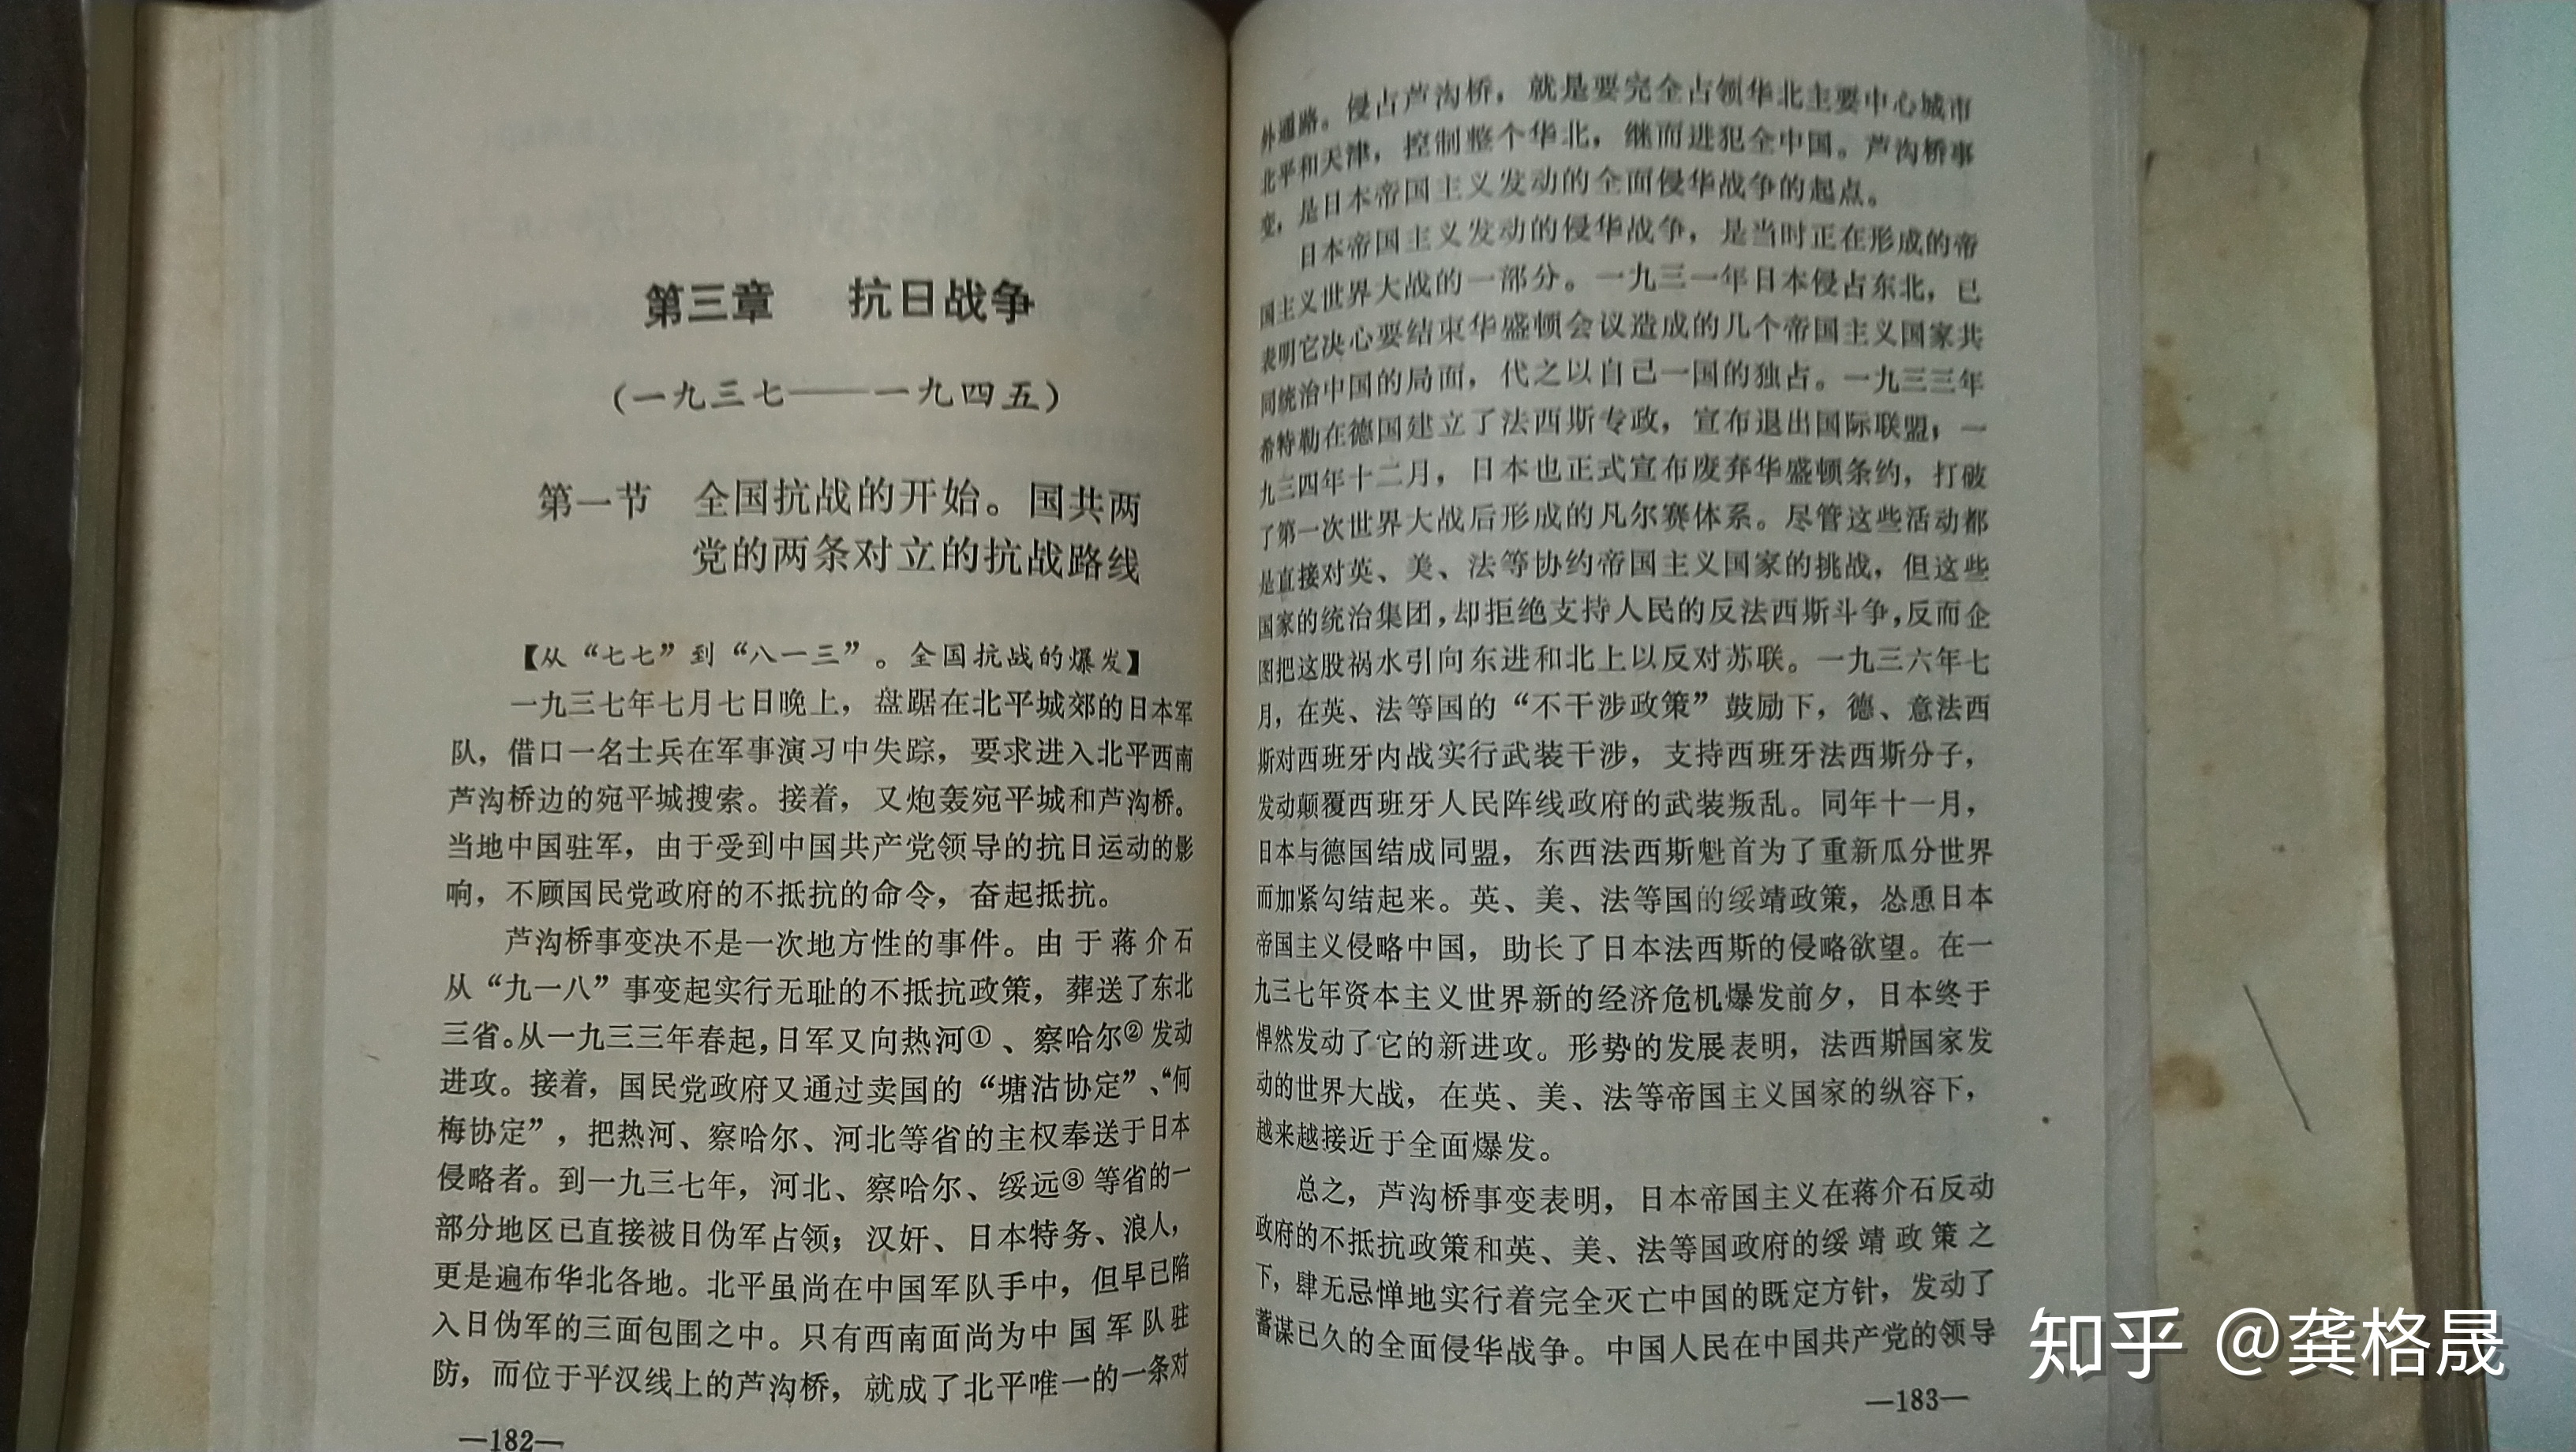 第三章 抗日战争
(一九三七——一九四五)
第一节 全国抗战的开始。国共两
党的两条对立的抗战路线
【从“七七”到“八一三”。全国抗战的爆发】
一九三七年七月七日晚上，盘踞在北平城郊的日本军
队，借口一名士兵在军事演习中失踪，要求进入北平西南
芦沟桥边的宛平城搜索。接着，又炮轰宛平城和芦沟桥。
当地中国驻军，由于受到中国共产党领导的抗日运动的影
响，不顾国民党政府的不抵抗的命令，奋起抵抗。
芦沟桥事变决不是一次地方性的事件。由于蒋介石
从“九一八”事变起实行无耻的不抵抗政策，葬送了东北
三省。从一九三三年春起，日军又向热河①、察哈尔②发动
进攻。接着，国民党政府又通过卖国的“塘沽协定”、“何
梅协定”，把热河、察哈尔、河北等省的主权奉送于日本
侵略者。到一九三七年，河北、察哈尔、绥远③等省的一
部分地区已直接被日伪军占领；汉奸、日本特务、浪人，
更是遍布华北各地。北平虽尚在中国军队手中，但早已陷
入日伪军的三面包围之中。只有西南面尚为中国军队驻
防，而位于平汉线上的芦沟桥，就成了北平唯一的一条对
—182—
外通路。侵占芦沟桥，就是要完全占领华北主要中心城市
北平和天津，控制整个华北，继而进犯全中国。芦沟桥事
变，是日本帝国主义发动的全面侵华战争的起点。
日本帝国主义发动的侵华战争，是当时正在形成的帝
国主义世界大战的一部分。一九三一年日本侵占东北，已
表明它决心要结束华盛顿会议造成的几个帝国主义国家共
同统治中国的局面，代之以自己一国的独占。一九三三年
希特勒在德国建立了法西斯专政，宣布退出国际联盟；一
九三四年十二月，日本也正式宣布废弃华盛顿条约，打破
了第一次世界大战后形成的凡尔赛体系。尽管这些活动都
是直接对英、美、法等协约帝国主义国家的挑战，但这些
国家的统治集团，却拒绝支持人民的反法西斯斗争，反而企
图把这股祸水引向东进和北上以反对苏联。一九三六年七
月，在英、法等国的“不干涉政策”鼓励下，德、意法西
斯对西班牙内战实行武装干涉，支持西班牙法西斯分子，
发动颠覆西班牙人民阵线政府的武装叛乱。同年十一月，
日本与德国结成同盟，东西法西斯魁首为了重新瓜分世界
而加紧勾结起来。英、美、法等国的绥靖政策，怂恿日本
帝国主义侵略中国，助长了日本法西斯的侵略欲望。在一
九三七年资本主义世界新的经济危机爆发前夕，日本终于
悍然发动了它的新进攻。形势的发展表明，法西斯国家发
动的世界大战，在英、美、法等帝国主义国家的纵容下，
越来越接近于全面爆发。
总之，芦沟桥事变表明，日本帝国主义在蒋介石反动
政府的不抵抗政策和英、美、法等国政府的绥靖政策之
下，肆无忌惮地实行着完全灭亡中国的既定方针，发动了
蓄谋已久的全面侵华战争。中国人民在中国共产党的领导
—183—
知乎 @龚格晟